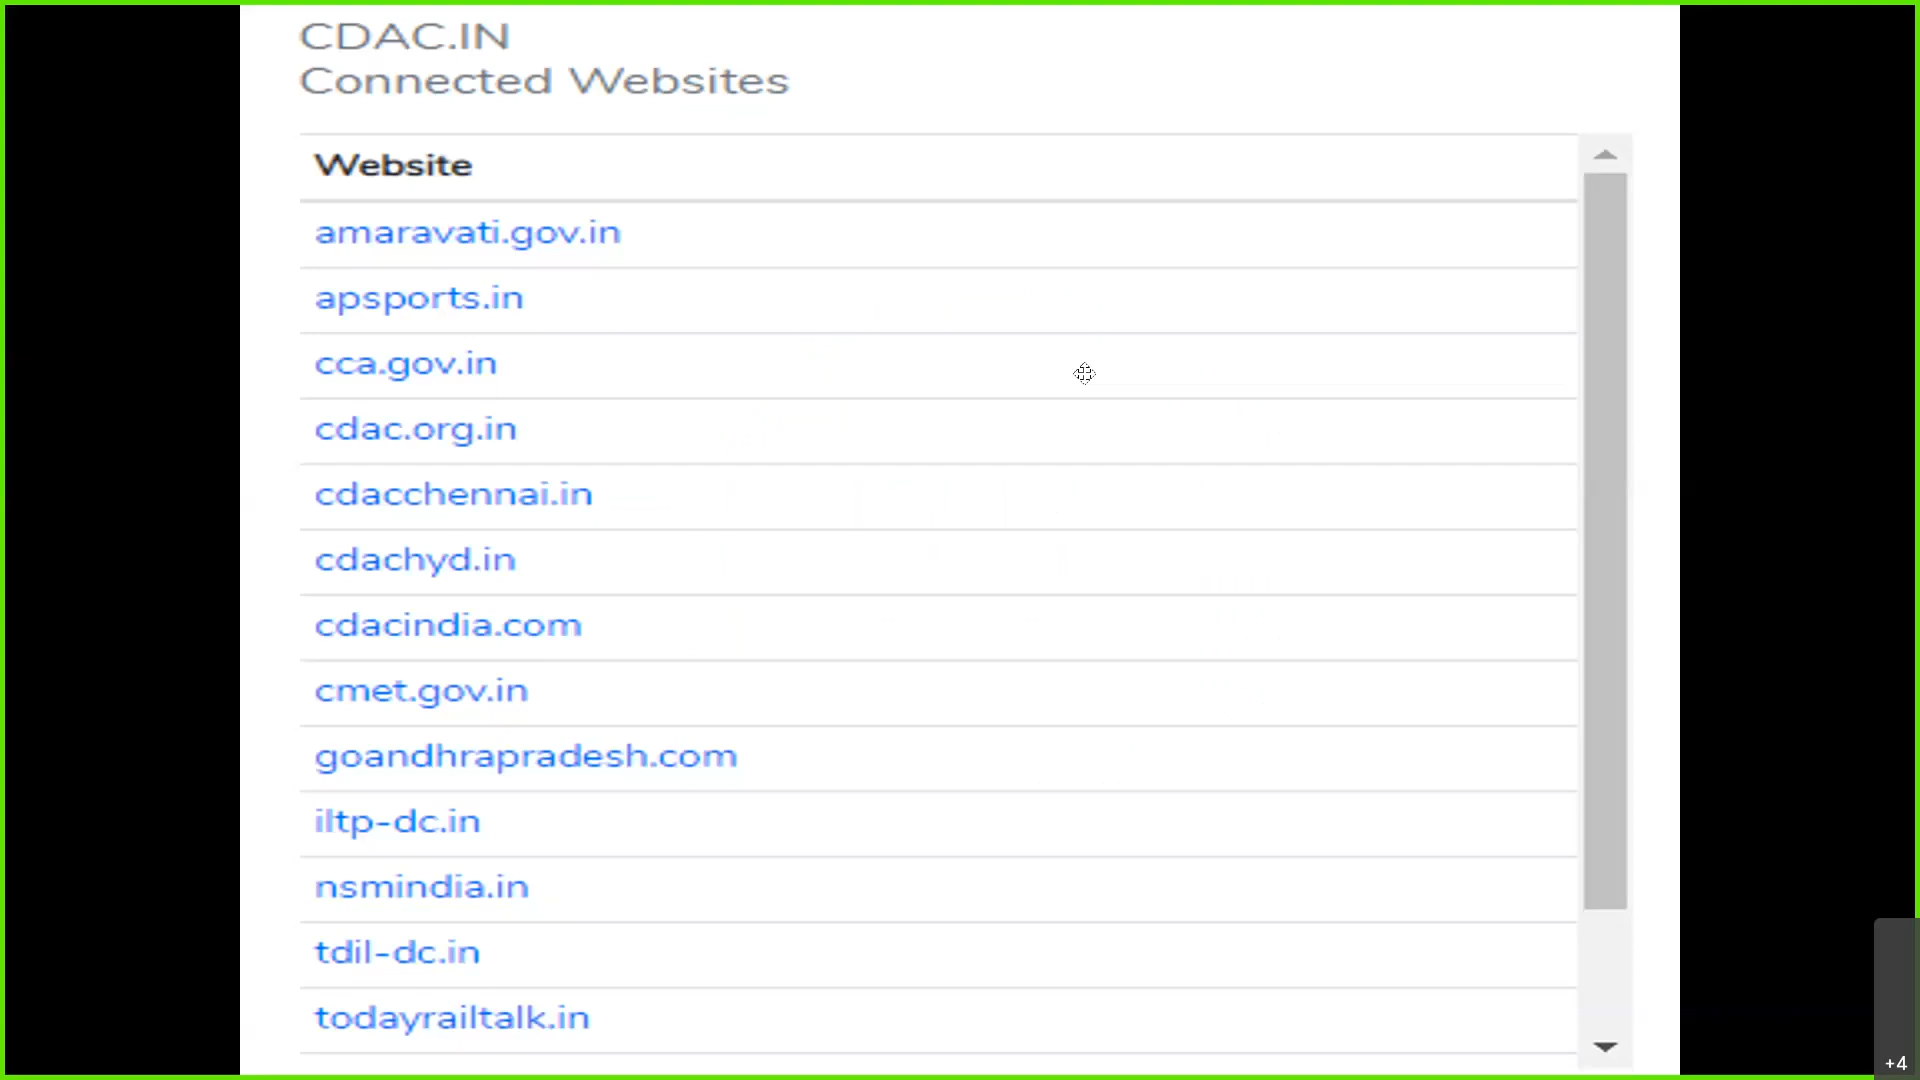 CDAC.IN
Connected Websites
Website
amaravati.gov.in
apsports.in
cca.gov.in
cdac.org.in
cdacchennai.in
cdachyd.in
cdacindia.com
cmet.gov.in
goandhrapradesh.com
iltp-dc.in
nsmindia.in
tdil-dc.in
todayrailtalk.in
+4